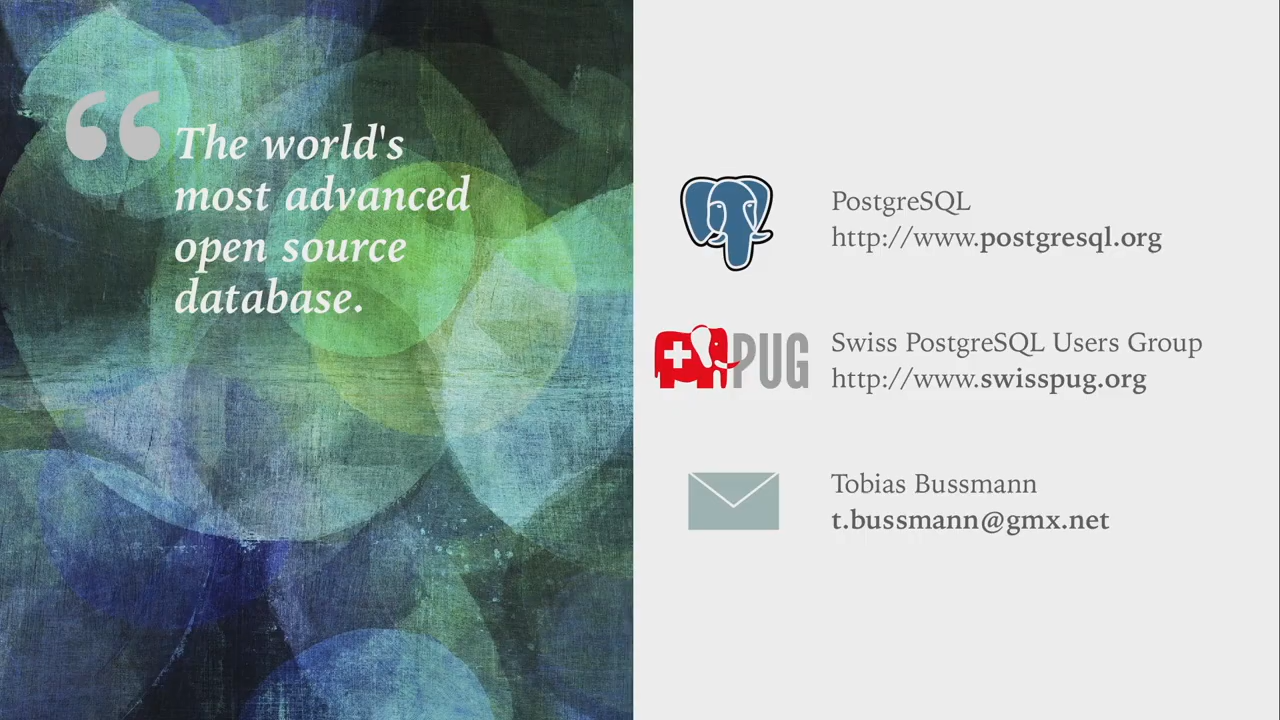 “The world's
most advanced
open source
database.
PostgreSQL
http://www.postgresql.org
PUG
Swiss PostgreSQL Users Group
http://www.swisspug.org
Tobias Bussmann
t.bussmann@gmx.net